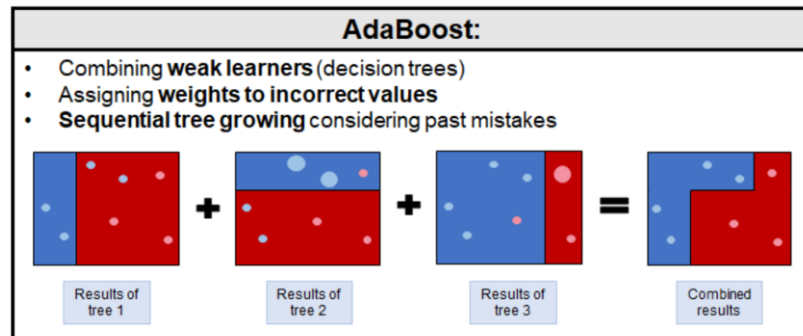 AdaBoost:
• Combining weak learners (decision trees)
• Assigning weights to incorrect values
• Sequential tree growing considering past mistakes
+ + =
Results of
tree 1
Results of
tree 2
Results of
tree 3
Combined
results